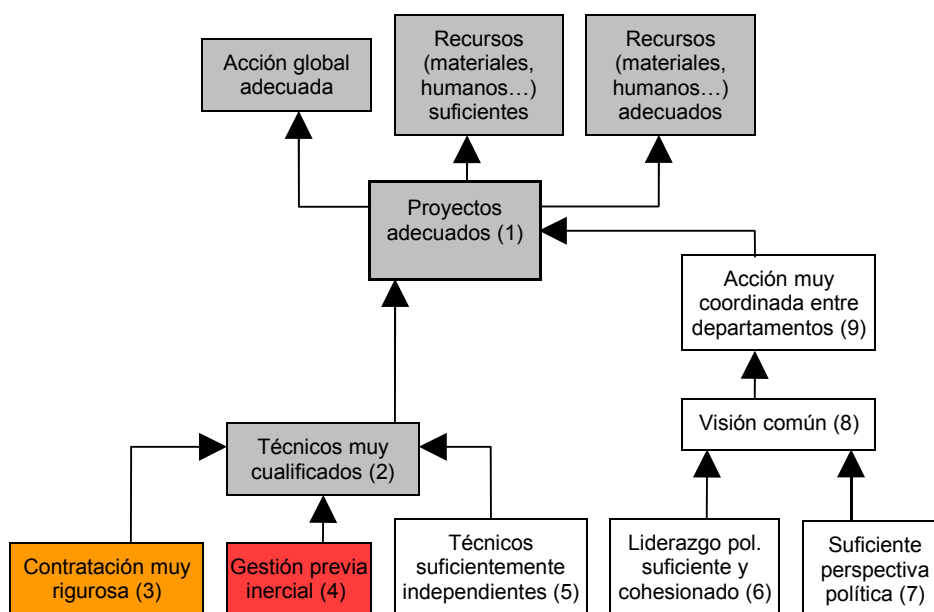 Acción global
adecuada
Recursos
(materiales,
humanos…)
suficientes
Recursos
(materiales,
humanos…)
adecuados
Proyectos
adecuados (1)
Acción muy
coordinada entre
departamentos (9)
Visión común (8)
Técnicos muy
cualificados (2)
Contratación muy
rigurosa (3)
Gestión previa
inercial (4)
Técnicos
suficientemente
independientes (5)
Liderazgo pol.
suficiente y
cohesionado (6)
Suficiente
perspectiva
política (7)